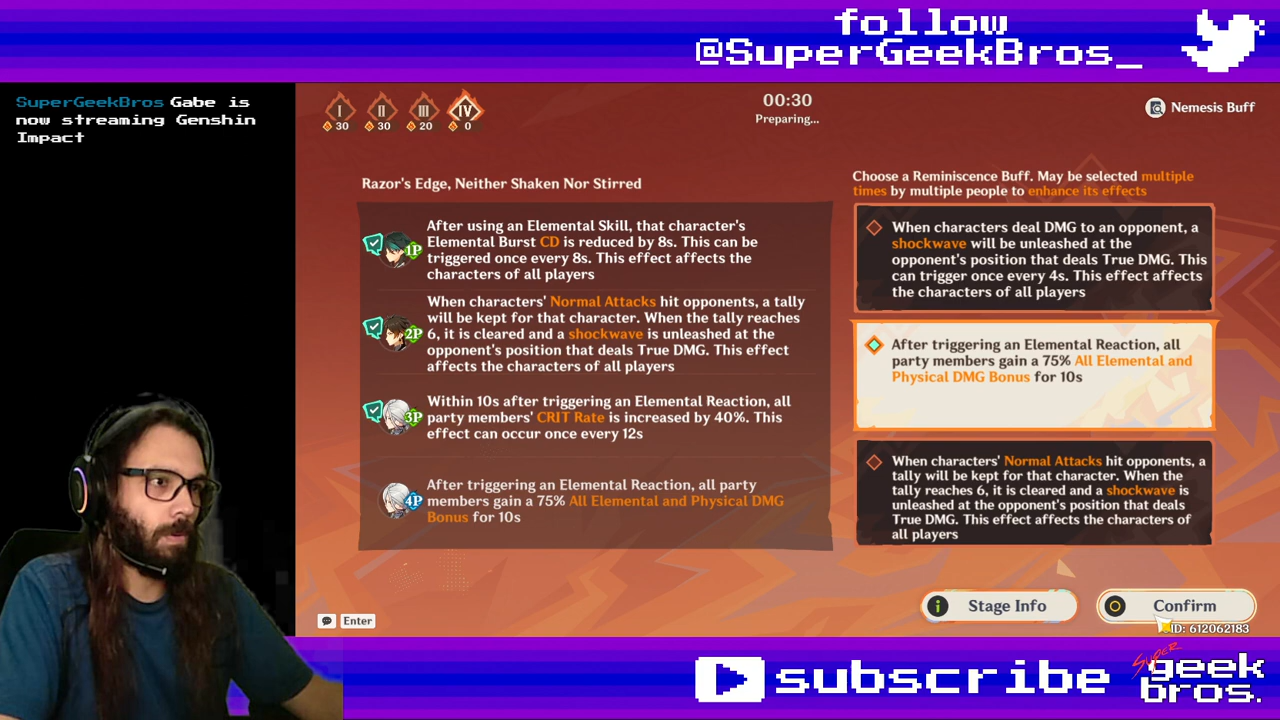 follow
@SuperGeekBros_
SuperGeekBros Gabe is
now streaming Genshin
Impact
I II III IV
30 30 20 0
00:30
Preparing...
Nemesis Buff
Razor's Edge, Neither Shaken Nor Stirred
After using an Elemental Skill, that character's
Elemental Burst CD is reduced by 8s. This can be
triggered once every 8s. This effect affects the
characters of all players
1P
When characters' Normal Attacks hit opponents, a tally
will be kept for that character. When the tally reaches
6, it is cleared and a shockwave is unleashed at the
opponent's position that deals True DMG. This effect
affects the characters of all players
2P
Within 10s after triggering an Elemental Reaction, all
party members' CRIT Rate is increased by 40%. This
effect can occur once every 12s
3P
After triggering an Elemental Reaction, all party
members gain a 75% All Elemental and Physical DMG
Bonus for 10s
4P
Choose a Reminiscence Buff. May be selected multiple
times by multiple people to enhance its effects
When characters deal DMG to an opponent, a
shockwave will be unleashed at the
opponent's position that deals True DMG. This
can trigger once every 4s. This effect affects
the characters of all players
After triggering an Elemental Reaction, all
party members gain a 75% All Elemental and
Physical DMG Bonus for 10s
When characters' Normal Attacks hit opponents, a
tally will be kept for that character. When the
tally reaches 6, it is cleared and a shockwave is
unleashed at the opponent's position that deals
True DMG. This effect affects the characters of
all players
Enter
Stage Info
Confirm
ID: 612062183
subscribe
SUPER
geek
bros.